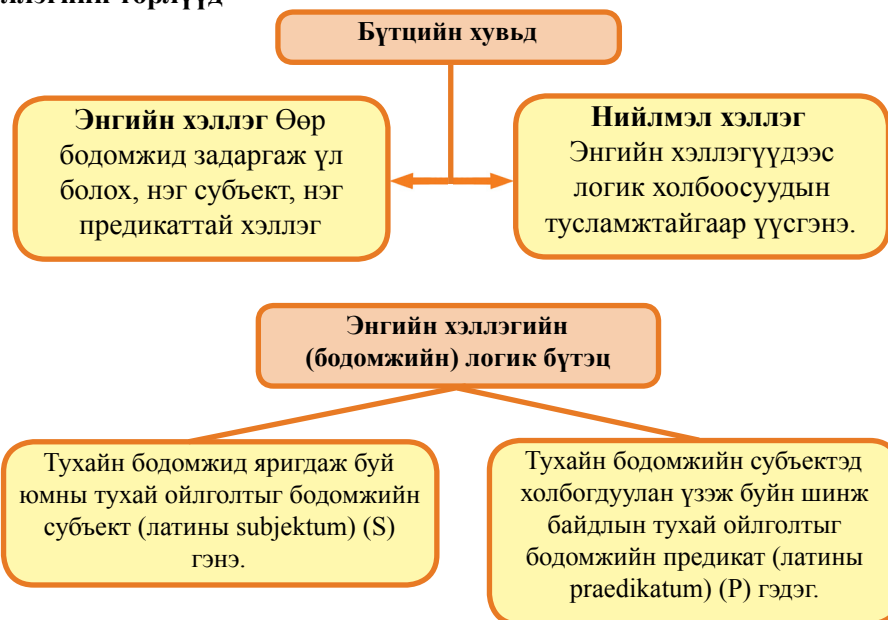 Бүтцийн хувьд
Энгийн хэллэг Өөр
бодомжид задаргаж үл
болох, нэг субъект, нэг
предикаттай хэллэг
Нийлмэл хэллэг
Энгийн хэллэгүүдээс
логик холбоосуудын
тусламжтайгаар үүсгэнэ.
Энгийн хэллэгийн
(бодомжийн) логик бүтэц
Тухайн бодомжид яригдаж буй
юмны тухай ойлголтыг бодомжийн
субъект (латины subjektum) (S)
гэнэ.
Тухайн бодомжийн субъектэд
холбогдуулан үзэж буйн шинж
байдлын тухай ойлголтыг
бодомжийн предикат (латины
praedikatum) (P) гэдэг.